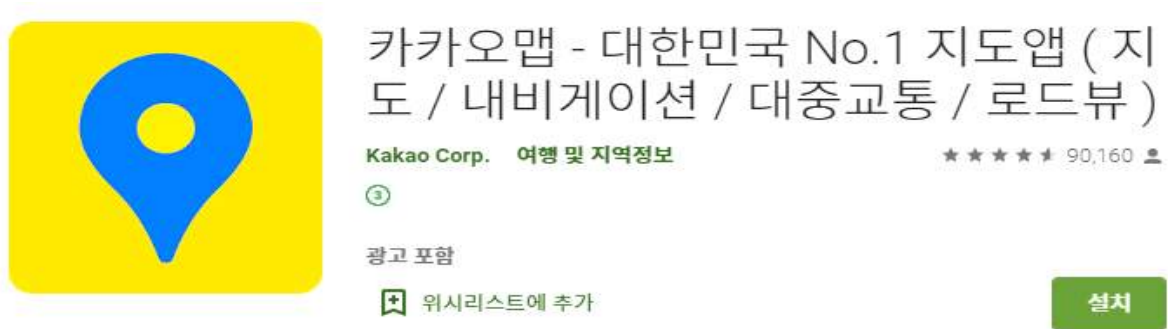 카카오맵 - 대한민국 No.1 지도앱 ( 지
도 / 내비게이션 / 대중교통 / 로드뷰 )
Kakao Corp. 여행 및 지역정보 90,160
3
광고 포함
위시리스트에 추가
설치